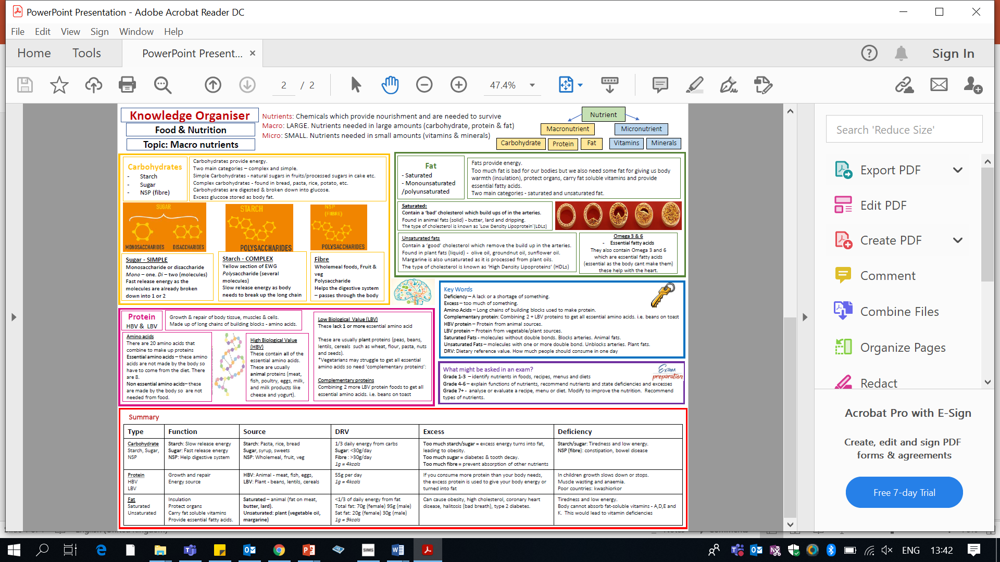 PowerPoint Presentation - Adobe Acrobat Reader DC
File Edit View Sign Window Help
Home Tools PowerPoint Present... ×
Sign In
2 / 2
47.4%
Knowledge Organiser
Food & Nutrition
Topic: Macro nutrients
Nutrients: Chemicals which provide nourishment and are needed to survive
Macro: LARGE. Nutrients needed in large amounts (carbohydrate, protein & fat)
Micro: SMALL. Nutrients needed in small amounts (vitamins & minerals)
Nutrient
Macronutrient Micronutrient
Carbohydrate Protein Fat Vitamins Minerals
Carbohydrates
- Starch
- Sugar
- NSP (fibre)
Carbohydrates provide energy.
Two main categories – complex and simple.
Simple Carbohydrates - natural sugars in fruits/processed sugars in cake etc.
Complex carbohydrates - found in bread, pasta, rice, potato, etc.
Carbohydrates are digested & broken down into glucose.
Excess glucose stored as body fat.
SUGAR
MONOSACCHARIDES DISACCHARIDES
STARCH
POLYSACCHARIDES
NSP
(FIBRE)
POLYSACCHARIDES
Sugar - SIMPLE
Monosaccharide or disaccharide
Mono – one. Di – two (molecules)
Fast release energy as the
molecules are already broken
down into 1 or 2
Starch - COMPLEX
Yellow section of EWG
Polysaccharide (several
molecules)
Slow release energy as body
needs to break up the long chain
Fibre
Wholemeal foods, Fruit &
veg
Polysaccharide
Helps the digestive system
– passes through the body
Fat
- Saturated
- Monounsaturated
/polyunsaturated
Fats provide energy.
Too much fat is bad for our bodies but we also need some fat for giving us body
warmth (insulation), protect organs, carry fat soluble vitamins and provide
essential fatty acids.
Two main categories - saturated and unsaturated fat.
Saturated:
Contain a 'bad' cholesterol which build ups of in the arteries.
Found in animal fats (solid) - butter, lard and dripping.
The type of cholesterol is known as 'Low Density Lipoprotein'(LDLs)
Unsaturated fats
Contain a 'good' cholesterol which remove the build up in the arteries.
Found in plant fats (liquid) - olive oil, groundnut oil, sunflower oil.
Margarine is also unsaturated as it is processed from plant oils.
The type of cholesterol is known as 'High Density Lipoproteins' (HDLs)
Omega 3 & 6
- Essential fatty acids
They also contain Omega 3 and 6
which are essential fatty acids
(essential as the body cant make them)
these help with the heart.
Protein
HBV & LBV
Growth & repair of body tissue, muscles & cells.
Made up of long chains of building blocks - amino acids.
Amino acids
There are 20 amino acids that
combine to make up proteins
Essential amino acids – these amino
acids are not made by the body so
have to come from the diet. There
are 8.
Non essential amino acids– these
are made by the body so are not
needed from food.
High Biological Value
(HBV)
These contain all of the
essential amino acids.
These are usually
animal proteins (meat,
fish, poultry, eggs, milk,
and milk products like
cheese and yogurt).
Low Biological Value (LBV)
These lack 1 or more essential amino acid
These are usually plant proteins (peas, beans,
lentils, cereals such as wheat, flour, pasta, nuts
and seeds).
*Vegetarians may struggle to get all essential
amino acids so need 'complementary proteins':
Complementary proteins
Combining 2 more LBV protein foods to get all
essential amino acids. i.e. beans on toast
Key Words
Deficiency – A lack or a shortage of something.
Excess – too much of something.
Amino Acids – Long chains of building blocks used to make protein.
Complementary protein: Combining 2 + LBV proteins to get all essential amino acids. i.e. beans on toast
HBV protein – Protein from animal sources.
LBV protein – Protein from vegetable/plant sources.
Saturated Fats - molecules without double bonds. Blocks arteries. Animal fats.
Unsaturated Fats – molecules with one or more double bond. Unblocks arteries. Plant fats.
DRV: Dietary reference value. How much people should consume in one day
What might be asked in an exam?
Exam
preparation
Grade 1-3 – identify nutrients in foods, recipes, menus and diets
Grade 4-6 – explain functions of nutrients, recommend nutrients and state deficiencies and excesses
Grade 7+ - analyse or evaluate a recipe, menu or diet. Modify to improve the nutrition. Recommend
types of nutrients.
Summary
Type Function Source DRV Excess Deficiency
Carbohydrate
Starch, Sugar,
NSP
Starch: Slow release energy
Sugar: Fast release energy
NSP: Help digestive system
Starch: Pasta, rice, bread
Sugar, syrup, sweets
NSP: Wholemeal, fruit, veg
1/3 daily energy from carbs
Sugar: <30g/day
Fibre : >30g/day
1g = 4kcals
Too much starch/sugar = excess energy turns into fat,
leading to obesity.
Too much sugar = diabetes & tooth decay.
Too much fibre = prevent absorption of other nutrients
Starch/sugar: Tiredness and low energy.
NSP (fibre): constipation, bowel disease
Protein
HBV
LBV
Growth and repair
Energy source
HBV: Animal - meat, fish, eggs,
LBV: Plant - beans, lentils, cereals
55g per day
1g = 4kcals
If you consume more protein than your body needs,
the excess protein is used to give your body energy or
turned into fat
In children growth slows down or stops.
Muscle wasting and anaemia.
Poor countries: kwashiorkor
Fat
Saturated
Unsaturated
Insulation
Protect organs
Carry fat soluble vitamins
Provide essential fatty acids.
Saturated – animal (fat on meat,
butter, lard).
Unsaturated: plant (vegetable oil,
margarine)
<1/3 of daily energy from fat
Total fat: 70g (female) 95g (male)
Sat fat: 20g (female) 30g (male)
1g = 9kcals
Can cause obesity, high cholesterol, coronary heart
disease, halitosis (bad breath), type 2 diabetes.
Tiredness and low energy.
Body cannot absorb fat-soluble vitamins - A,D,E and
K. This would lead to vitamin deficiencies
Search 'Reduce Size'
Export PDF
Edit PDF
Create PDF
Comment
Combine Files
Organize Pages
Redact
Acrobat Pro with E-Sign
Create, edit and sign PDF
forms & agreements
Free 7-day Trial
SIMS
ENG 13:42